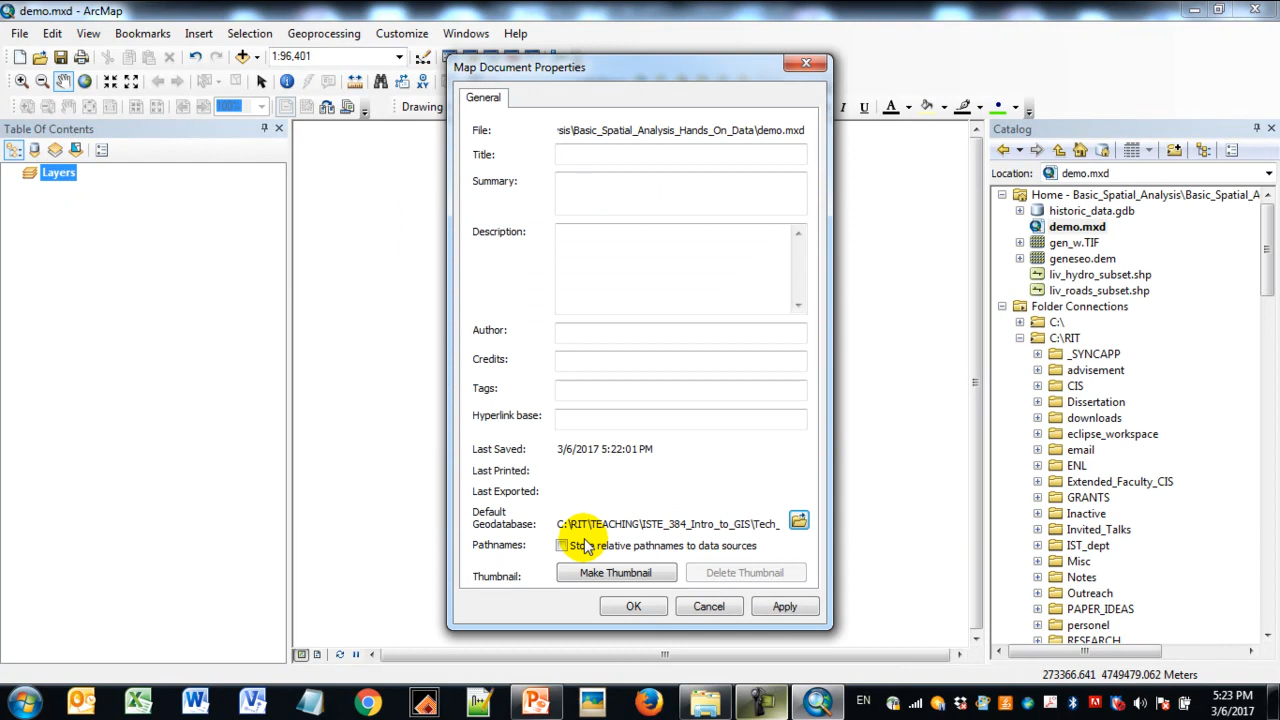 demo.mxd - ArcMap
File Edit View Bookmarks Insert Selection Geoprocessing Customize Windows Help
1:96,401
100%
Drawing
Table Of Contents
Layers
Map Document Properties
General
File: sis\Basic_Spatial_Analysis_Hands_On_Data\demo.mxd
Title:
Summary:
Description:
Author:
Credits:
Tags:
Hyperlink base:
Last Saved: 3/6/2017 5:22:01 PM
Last Printed:
Last Exported:
Default
Geodatabase: C:\RIT\TEACHING\ISTE_384_Intro_to_GIS\Tech_
Pathnames: Store relative pathnames to data sources
Thumbnail: Make Thumbnail Delete Thumbnail
OK Cancel Apply
Catalog
Location: demo.mxd
Home - Basic_Spatial_Analysis\Basic_Spatial_A
historic_data.gdb
demo.mxd
gen_w.TIF
geneseo.dem
liv_hydro_subset.shp
liv_roads_subset.shp
Folder Connections
C:\
C:\RIT
_SYNCAPP
advisement
CIS
Dissertation
downloads
eclipse_workspace
email
ENL
Extended_Faculty_CIS
GRANTS
Inactive
Invited_Talks
IST_dept
Misc
Notes
Outreach
PAPER_IDEAS
personel
RESEARCH
273366.641 4749479.062 Meters
EN
5:23 PM
3/6/2017